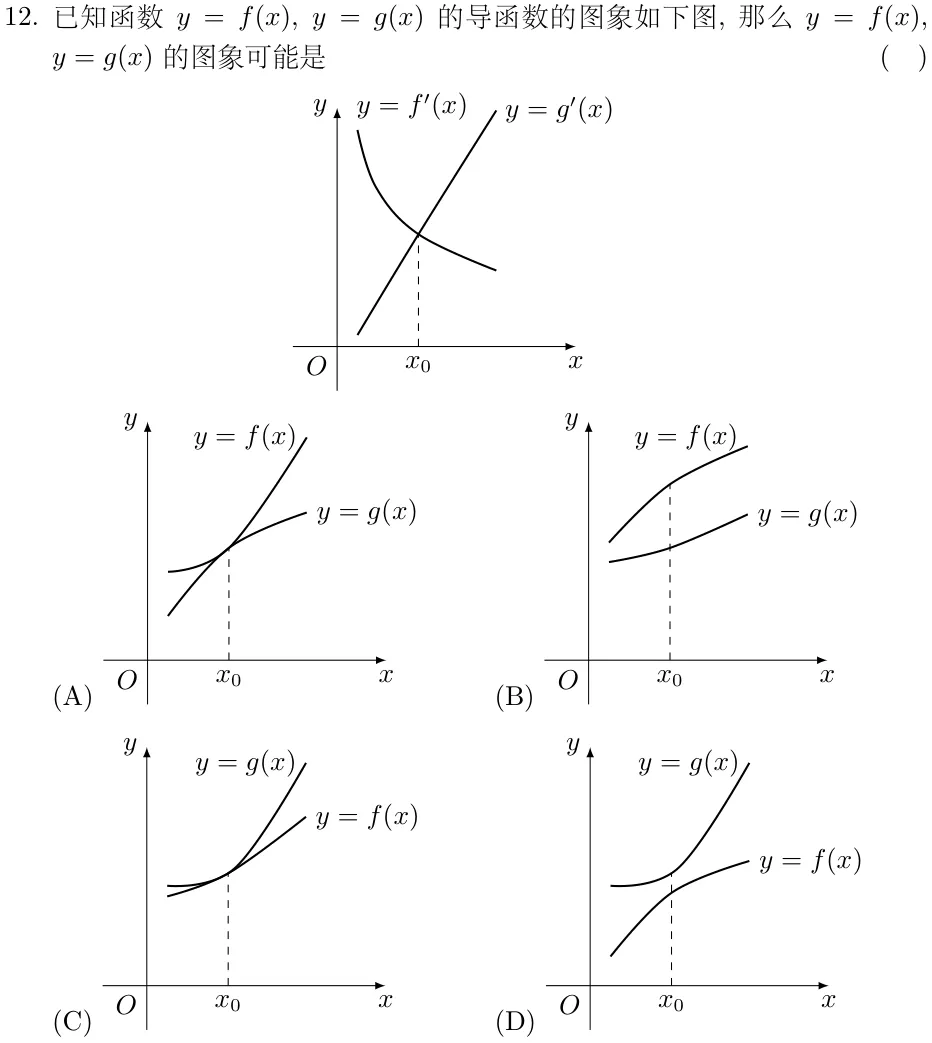 12. 已知函数 y = f(x), y = g(x) 的导函数的图象如下图, 那么 y = f(x),
y = g(x) 的图象可能是 ( )
y y = f′(x) y = g′(x)
O x₀ x
y y = f(x)
y = g(x)
O x₀ x
(A)
y y = f(x)
y = g(x)
O x₀ x
(B)
y y = g(x)
y = f(x)
O x₀ x
(C)
y y = g(x)
y = f(x)
O x₀ x
(D)